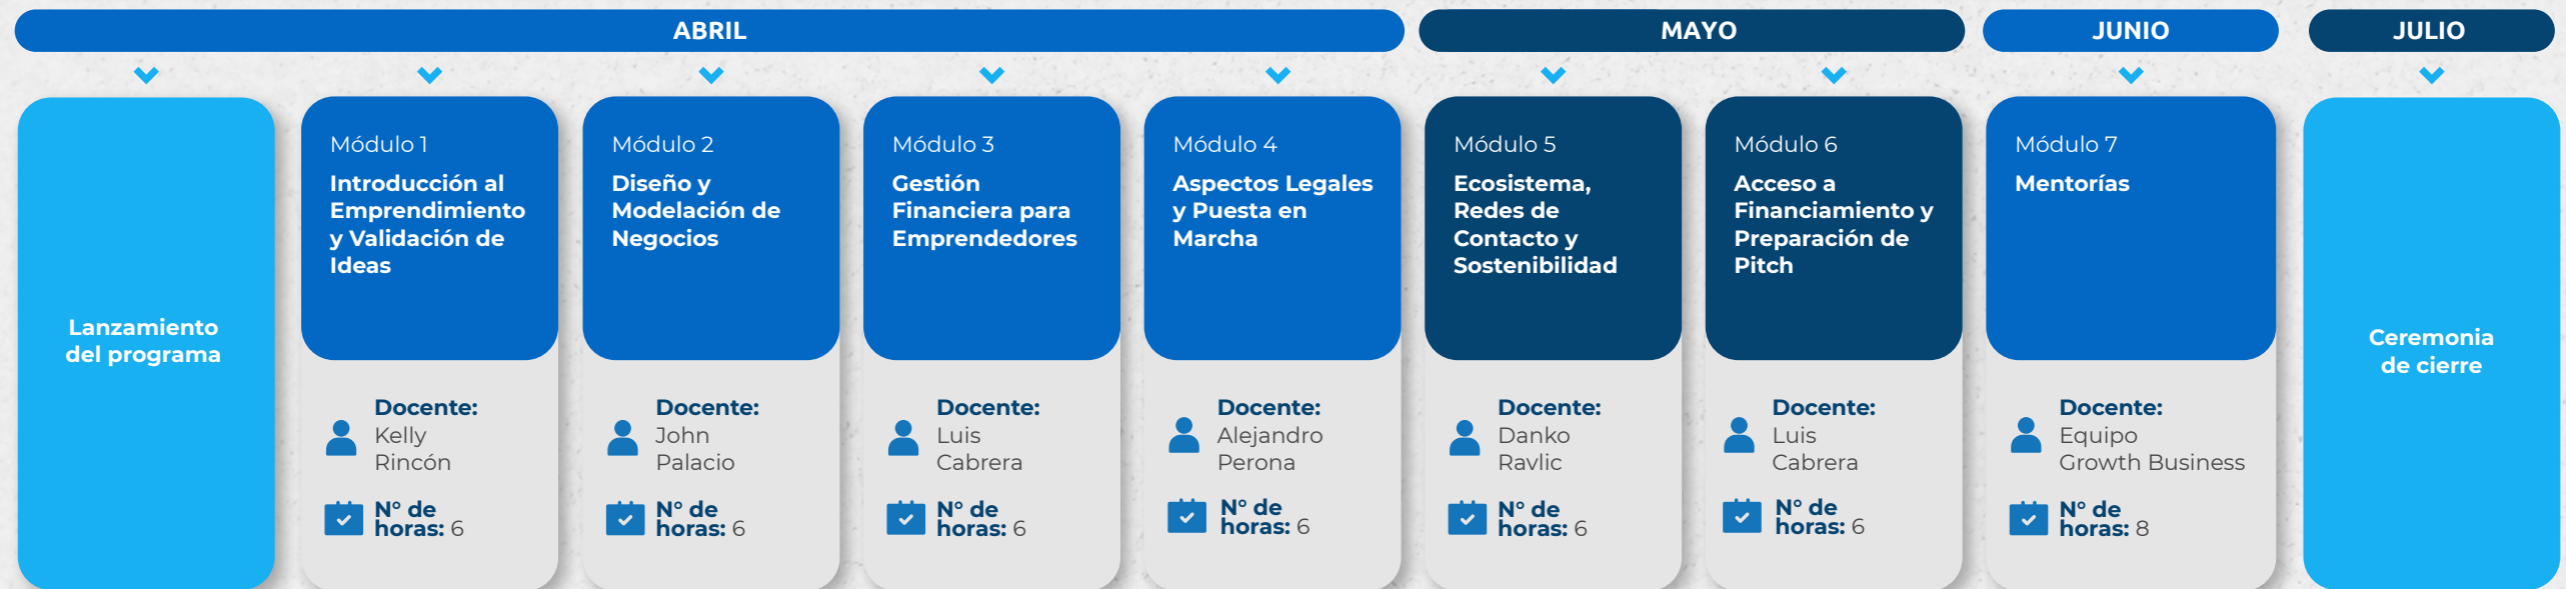 ABRIL
MAYO
JUNIO
JULIO
Lanzamiento
del programa
Módulo 1
Introducción al
Emprendimiento
y Validación de
Ideas
Docente:
Kelly
Rincón
N° de
horas: 6
Módulo 2
Diseño y
Modelación de
Negocios
Docente:
John
Palacio
N° de
horas: 6
Módulo 3
Gestión
Financiera para
Emprendedores
Docente:
Luis
Cabrera
N° de
horas: 6
Módulo 4
Aspectos Legales
y Puesta en
Marcha
Docente:
Alejandro
Perona
N° de
horas: 6
Módulo 5
Ecosistema,
Redes de
Contacto y
Sostenibilidad
Docente:
Danko
Ravlic
N° de
horas: 6
Módulo 6
Acceso a
Financiamiento y
Preparación de
Pitch
Docente:
Luis
Cabrera
N° de
horas: 6
Módulo 7
Mentorías
Docente:
Equipo
Growth Business
N° de
horas: 8
Ceremonia
de cierre